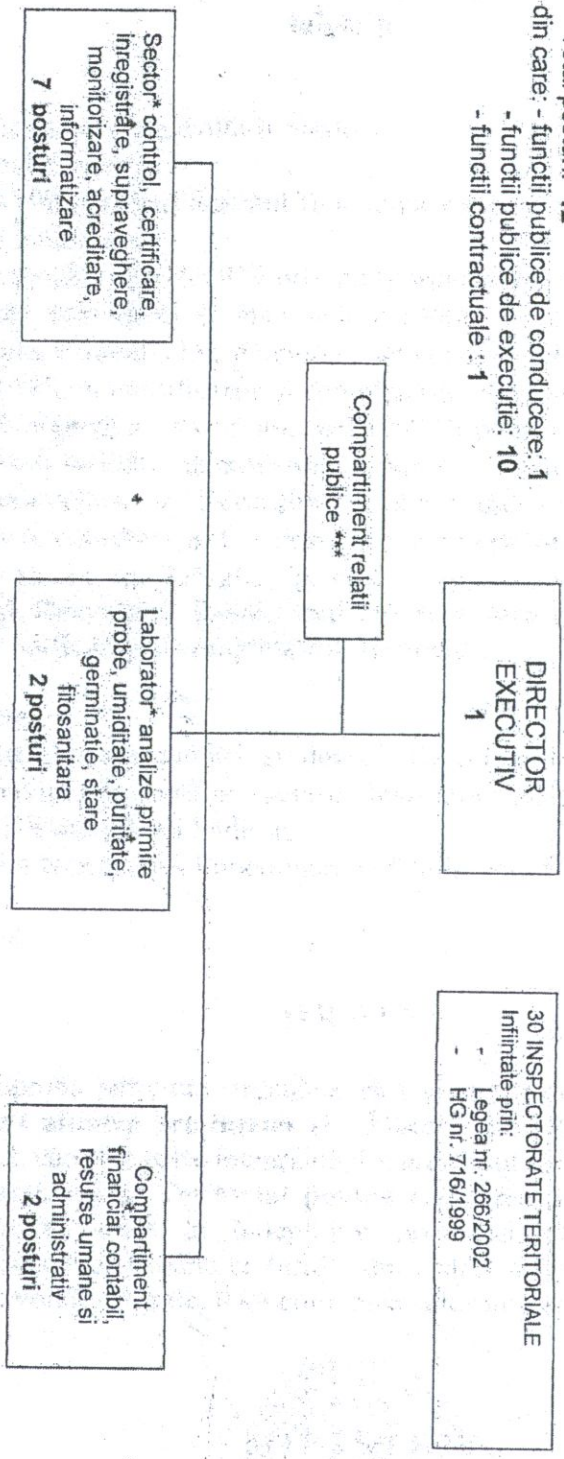 Total posturi: 12
din care: - functii publice de conducere: 1
- functii publice de executie: 10
- functii contractuale : 1
DIRECTOR
EXECUTIV
1
30 INSPECTORATE TERITORIALE
Infiintate prin:
- Legea nr. 266/2002
- HG nr. 716/1999
Compartiment relatii
publice ***
Sector* control, certificare
inregistrare, supraveghere
monitorizare, acreditare,
informatizare
7 posturi
Laborator* analize primire
probe, umiditate, puritate
germinatie, stare
fitosanitara
2 posturi
Compartiment
financiar contabil,
resurse umane si
administrativ
2 posturi